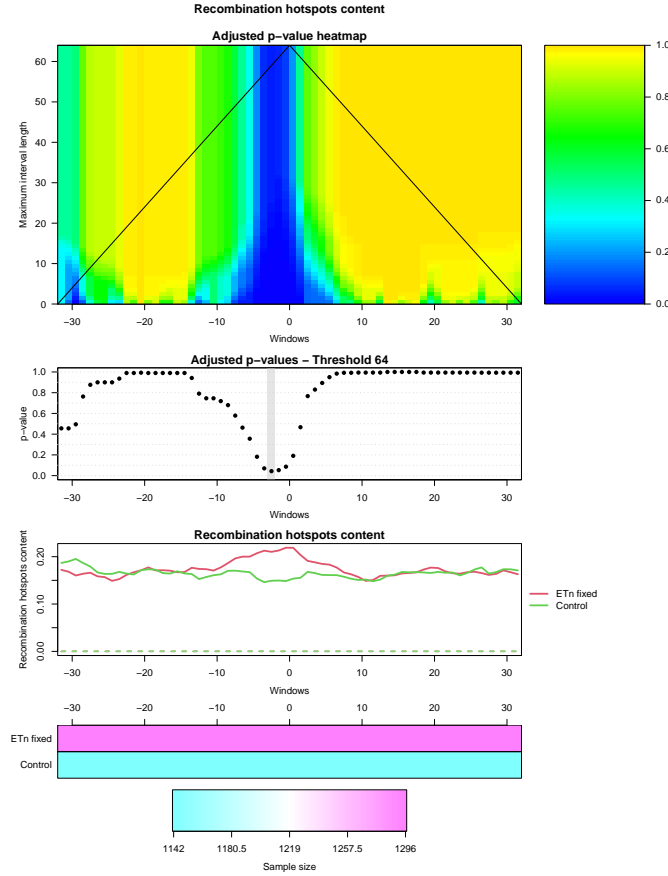 Recombination hotspots content
Adjusted p−value heatmap
Maximum interval length
0
10
20
30
40
50
60
−30 −20 −10 0 10 20 30
Windows
0.0
0.2
0.4
0.6
0.8
1.0
Adjusted p−values − Threshold 64
p−value
0.0
0.2
0.4
0.6
0.8
1.0
−30 −20 −10 0 10 20 30
Windows
Recombination hotspots content
Recombination hotspots content
0.00
0.10
0.20
−30 −20 −10 0 10 20 30
Windows
ETn fixed
Control
−30 −20 −10 0 10 20 30
ETn fixed
Control
1142 1180.5 1219 1257.5 1296
Sample size